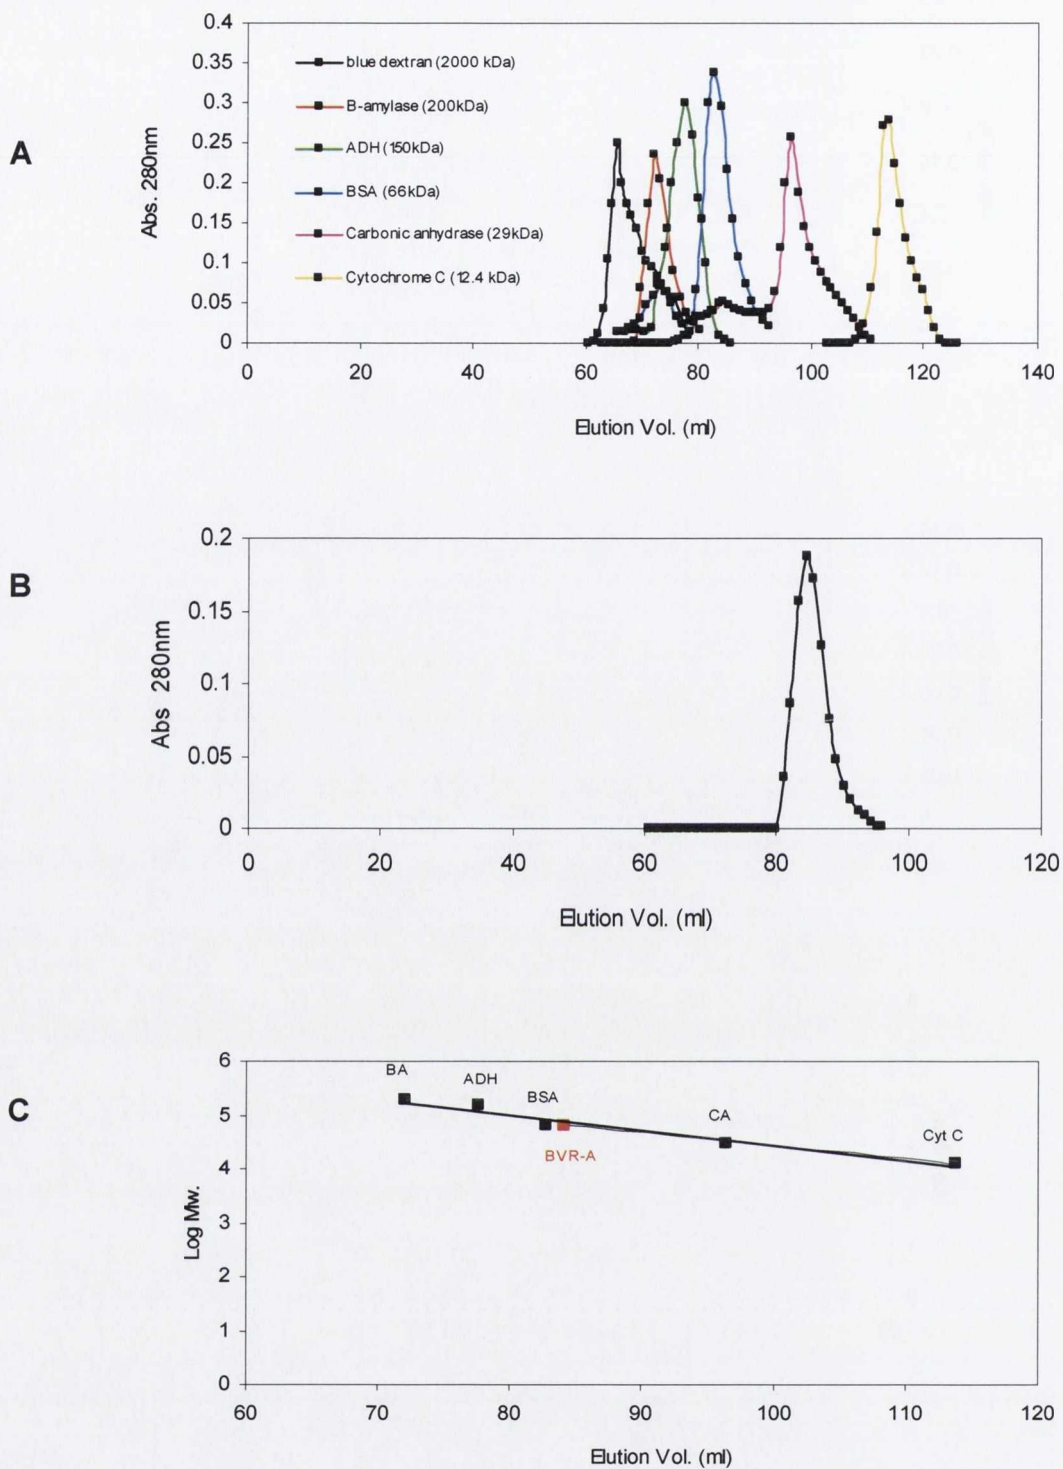 A
Abs. 280nm
0.4
0.35
0.3
0.25
0.2
0.15
0.1
0.05
0
blue dextran (2000 kDa)
B-amylase (200kDa)
ADH (150kDa)
BSA (66kDa)
Carbonic anhydrase (29kDa)
Cytochrome C (12.4 kDa)
0 20 40 60 80 100 120 140
Elution Vol. (ml)
B
Abs 280nm
0.2
0.15
0.1
0.05
0
0 20 40 60 80 100 120
Elution Vol. (ml)
C
Log Mw.
6
5
4
3
2
1
0
BA
ADH
BSA
BVR-A
CA
Cyt C
60 70 80 90 100 110 120
Elution Vol. (ml)